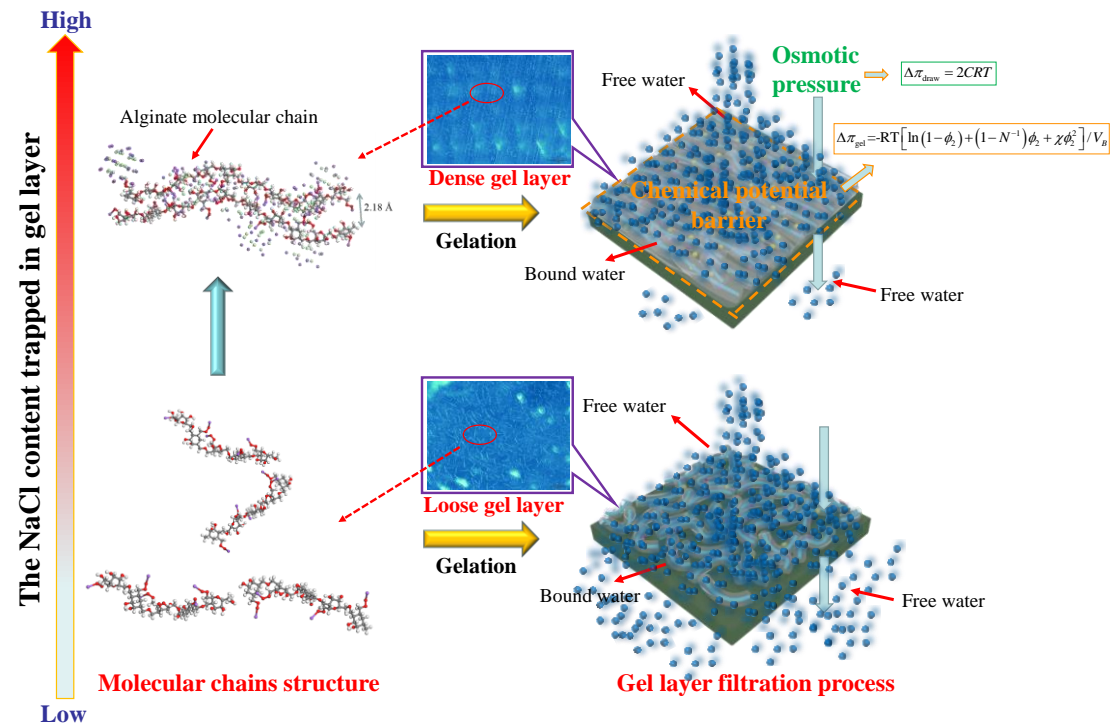 High
The NaCl content trapped in gel layer
Low
Alginate molecular chain
2.18 Å
Dense gel layer
Gelation
Free water
Osmotic
pressure
Δπdraw = 2CRT
Δπgel=-RT[ln(1−ϕ2)+(1−N⁻¹)ϕ2+χϕ2²]/VB
Chemical potential
barrier
Bound water
Free water
Free water
Loose gel layer
Gelation
Bound water
Free water
Molecular chains structure
Gel layer filtration process